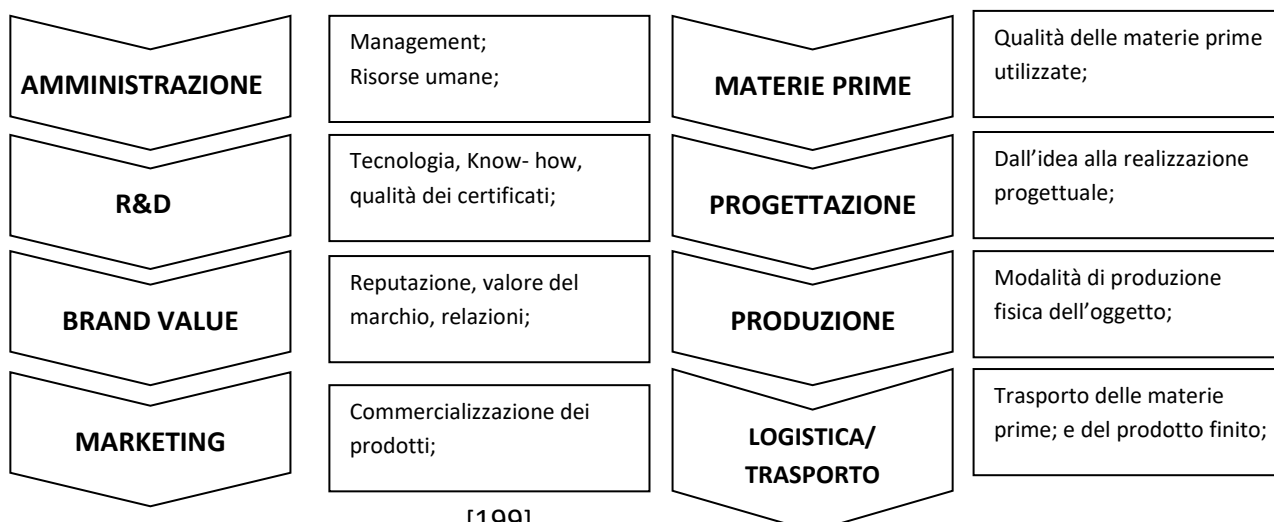 AMMINISTRAZIONE
Management;
Risorse umane;
R&D
Tecnologia, Know- how,
qualità dei certificati;
BRAND VALUE
Reputazione, valore del
marchio, relazioni;
MARKETING
Commercializzazione dei
prodotti;
MATERIE PRIME
Qualità delle materie prime
utilizzate;
PROGETTAZIONE
Dall’idea alla realizzazione
progettuale;
PRODUZIONE
Modalità di produzione
fisica dell’oggetto;
LOGISTICA/
TRASPORTO
Trasporto delle materie
prime; e del prodotto finito;
[199]